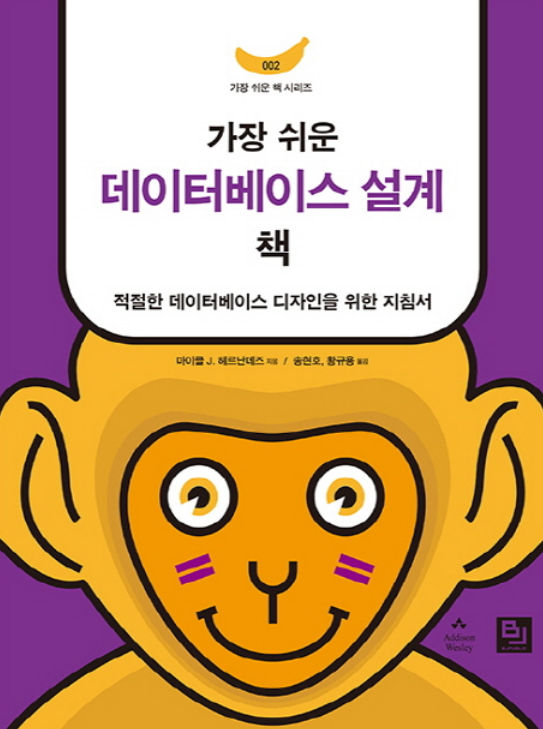 002
가장 쉬운 책 시리즈
가장 쉬운
데이터베이스 설계
책
적절한 데이터베이스 디자인을 위한 지침서
마이클 J. 헤르난데즈 지음 / 송현오, 황규용 옮김
Addison
Wesley
BJ